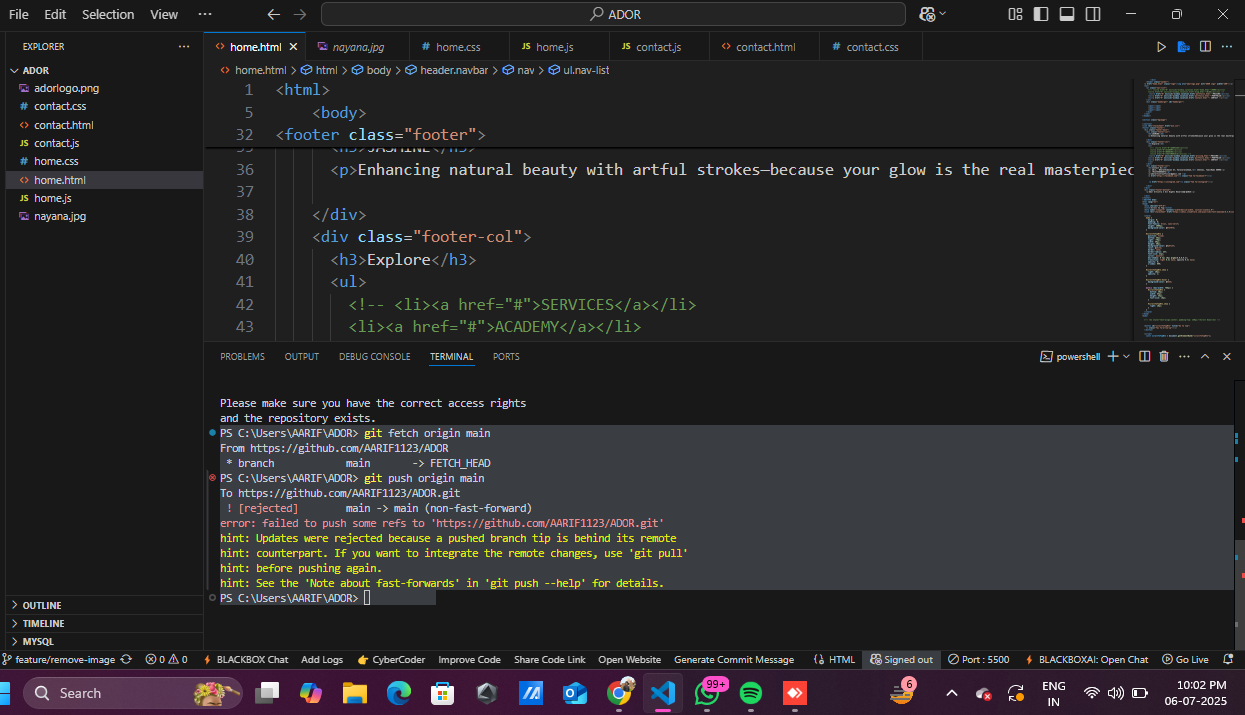 File Edit Selection View ··· ADOR
EXPLORER ···
ADOR
adorlogo.png
# contact.css
<> contact.html
JS contact.js
# home.css
<> home.html
JS home.js
nayana.jpg
OUTLINE
TIMELINE
MYSQL
<> home.html × nayana.jpg # home.css JS home.js JS contact.js <> contact.html # contact.css
<> home.html > html > body > header.navbar > nav > ul.nav-list
1 <html>
5 <body>
32 <footer class="footer">
35 <h3>JASMINE</h3>
36 <p>Enhancing natural beauty with artful strokes—because your glow is the real masterpiec
37
38 </div>
39 <div class="footer-col">
40 <h3>Explore</h3>
41 <ul>
42 <!-- <li><a href="#">SERVICES</a></li>
43 <li><a href="#">ACADEMY</a></li>
PROBLEMS OUTPUT DEBUG CONSOLE TERMINAL PORTS powershell
Please make sure you have the correct access rights
and the repository exists.
PS C:\Users\AARIF\ADOR> git fetch origin main
From https://github.com/AARIF1123/ADOR
* branch main -> FETCH_HEAD
PS C:\Users\AARIF\ADOR> git push origin main
To https://github.com/AARIF1123/ADOR.git
! [rejected] main -> main (non-fast-forward)
error: failed to push some refs to 'https://github.com/AARIF1123/ADOR.git'
hint: Updates were rejected because a pushed branch tip is behind its remote
hint: counterpart. If you want to integrate the remote changes, use 'git pull'
hint: before pushing again.
hint: See the 'Note about fast-forwards' in 'git push --help' for details.
PS C:\Users\AARIF\ADOR>
feature/remove-image 0 0 BLACKBOX Chat Add Logs CyberCoder Improve Code Share Code Link Open Website Generate Commit Message HTML Signed out Port : 5500 BLACKBOXAI: Open Chat Go Live
Search 99+ 6 ENG IN 10:02 PM 06-07-2025